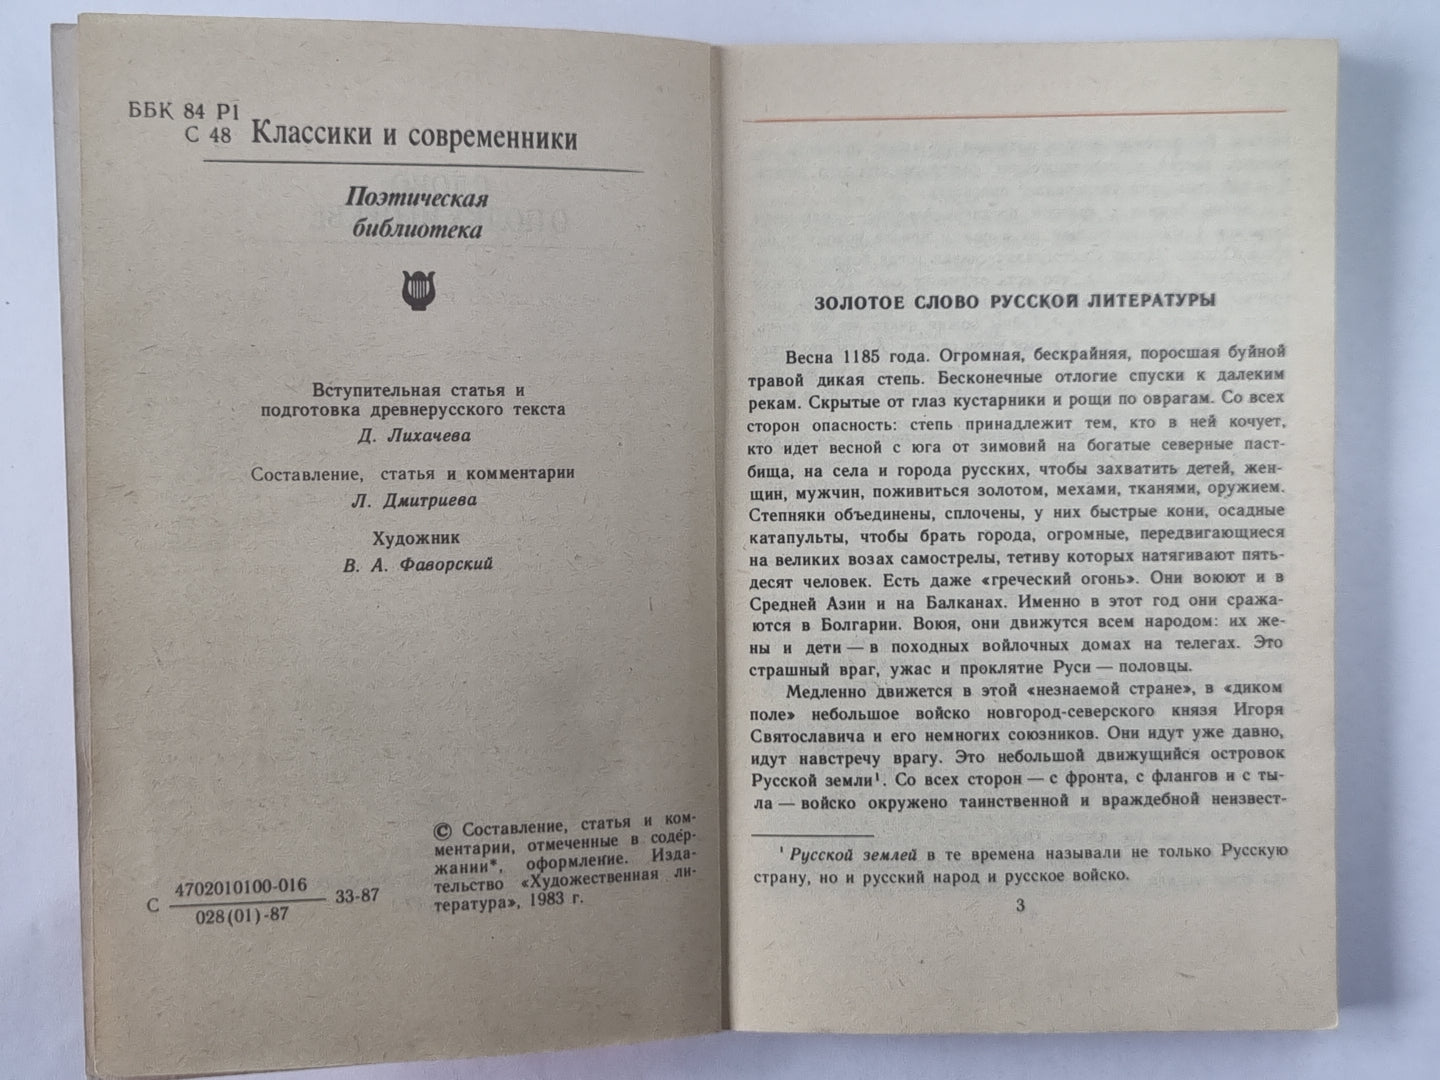 ББК 84 Р1
С 48
Классики и современники
Поэтическая
библиотека
Вступительная статья и
подготовка древнерусского текста
Д. Лихачева
Составление, статья и комментарии
Л. Дмитриева
Художник
В. А. Фаворский
С 4702010100-016 33-87
028(01)-87
© Составление, статья и ком-
ментарии, отмеченные в содер-
жании*, оформление. Изда-
тельство «Художественная ли-
тература», 1983 г.
ЗОЛОТОЕ СЛОВО РУССКОЙ ЛИТЕРАТУРЫ
Весна 1185 года. Огромная, бескрайняя, поросшая буйной
травой дикая степь. Бесконечные отлогие спуски к далеким
рекам. Скрытые от глаз кустарники и рощи по оврагам. Со всех
сторон опасность: степь принадлежит тем, кто в ней кочует,
кто идет весной с юга от зимовий на богатые северные паст-
бища, на села и города русских, чтобы захватить детей, жен-
щин, мужчин, поживиться золотом, мехами, тканями, оружием.
Степняки объединены, сплочены, у них быстрые кони, осадные
катапульты, чтобы брать города, огромные, передвигающиеся
на великих возах самострелы, тетиву которых натягивают пять-
десят человек. Есть даже «греческий огонь». Они воюют и в
Средней Азии и на Балканах. Именно в этот год они сража-
ются в Болгарии. Воюя, они движутся всем народом: их же-
ны и дети — в походных войлочных домах на телегах. Это
страшный враг, ужас и проклятие Руси — половцы.
Медленно движется в этой «незнаемой стране», в «диком
поле» небольшое войско новгород-северского князя Игоря
Святославича и его немногих союзников. Они идут уже давно,
идут навстречу врагу. Это небольшой движущийся островок
Русской земли¹. Со всех сторон — с фронта, с флангов и с ты-
ла — войско окружено таинственной и враждебной неизвест-
¹ Русской землей в те времена называли не только Русскую
страну, но и русский народ и русское войско.
3